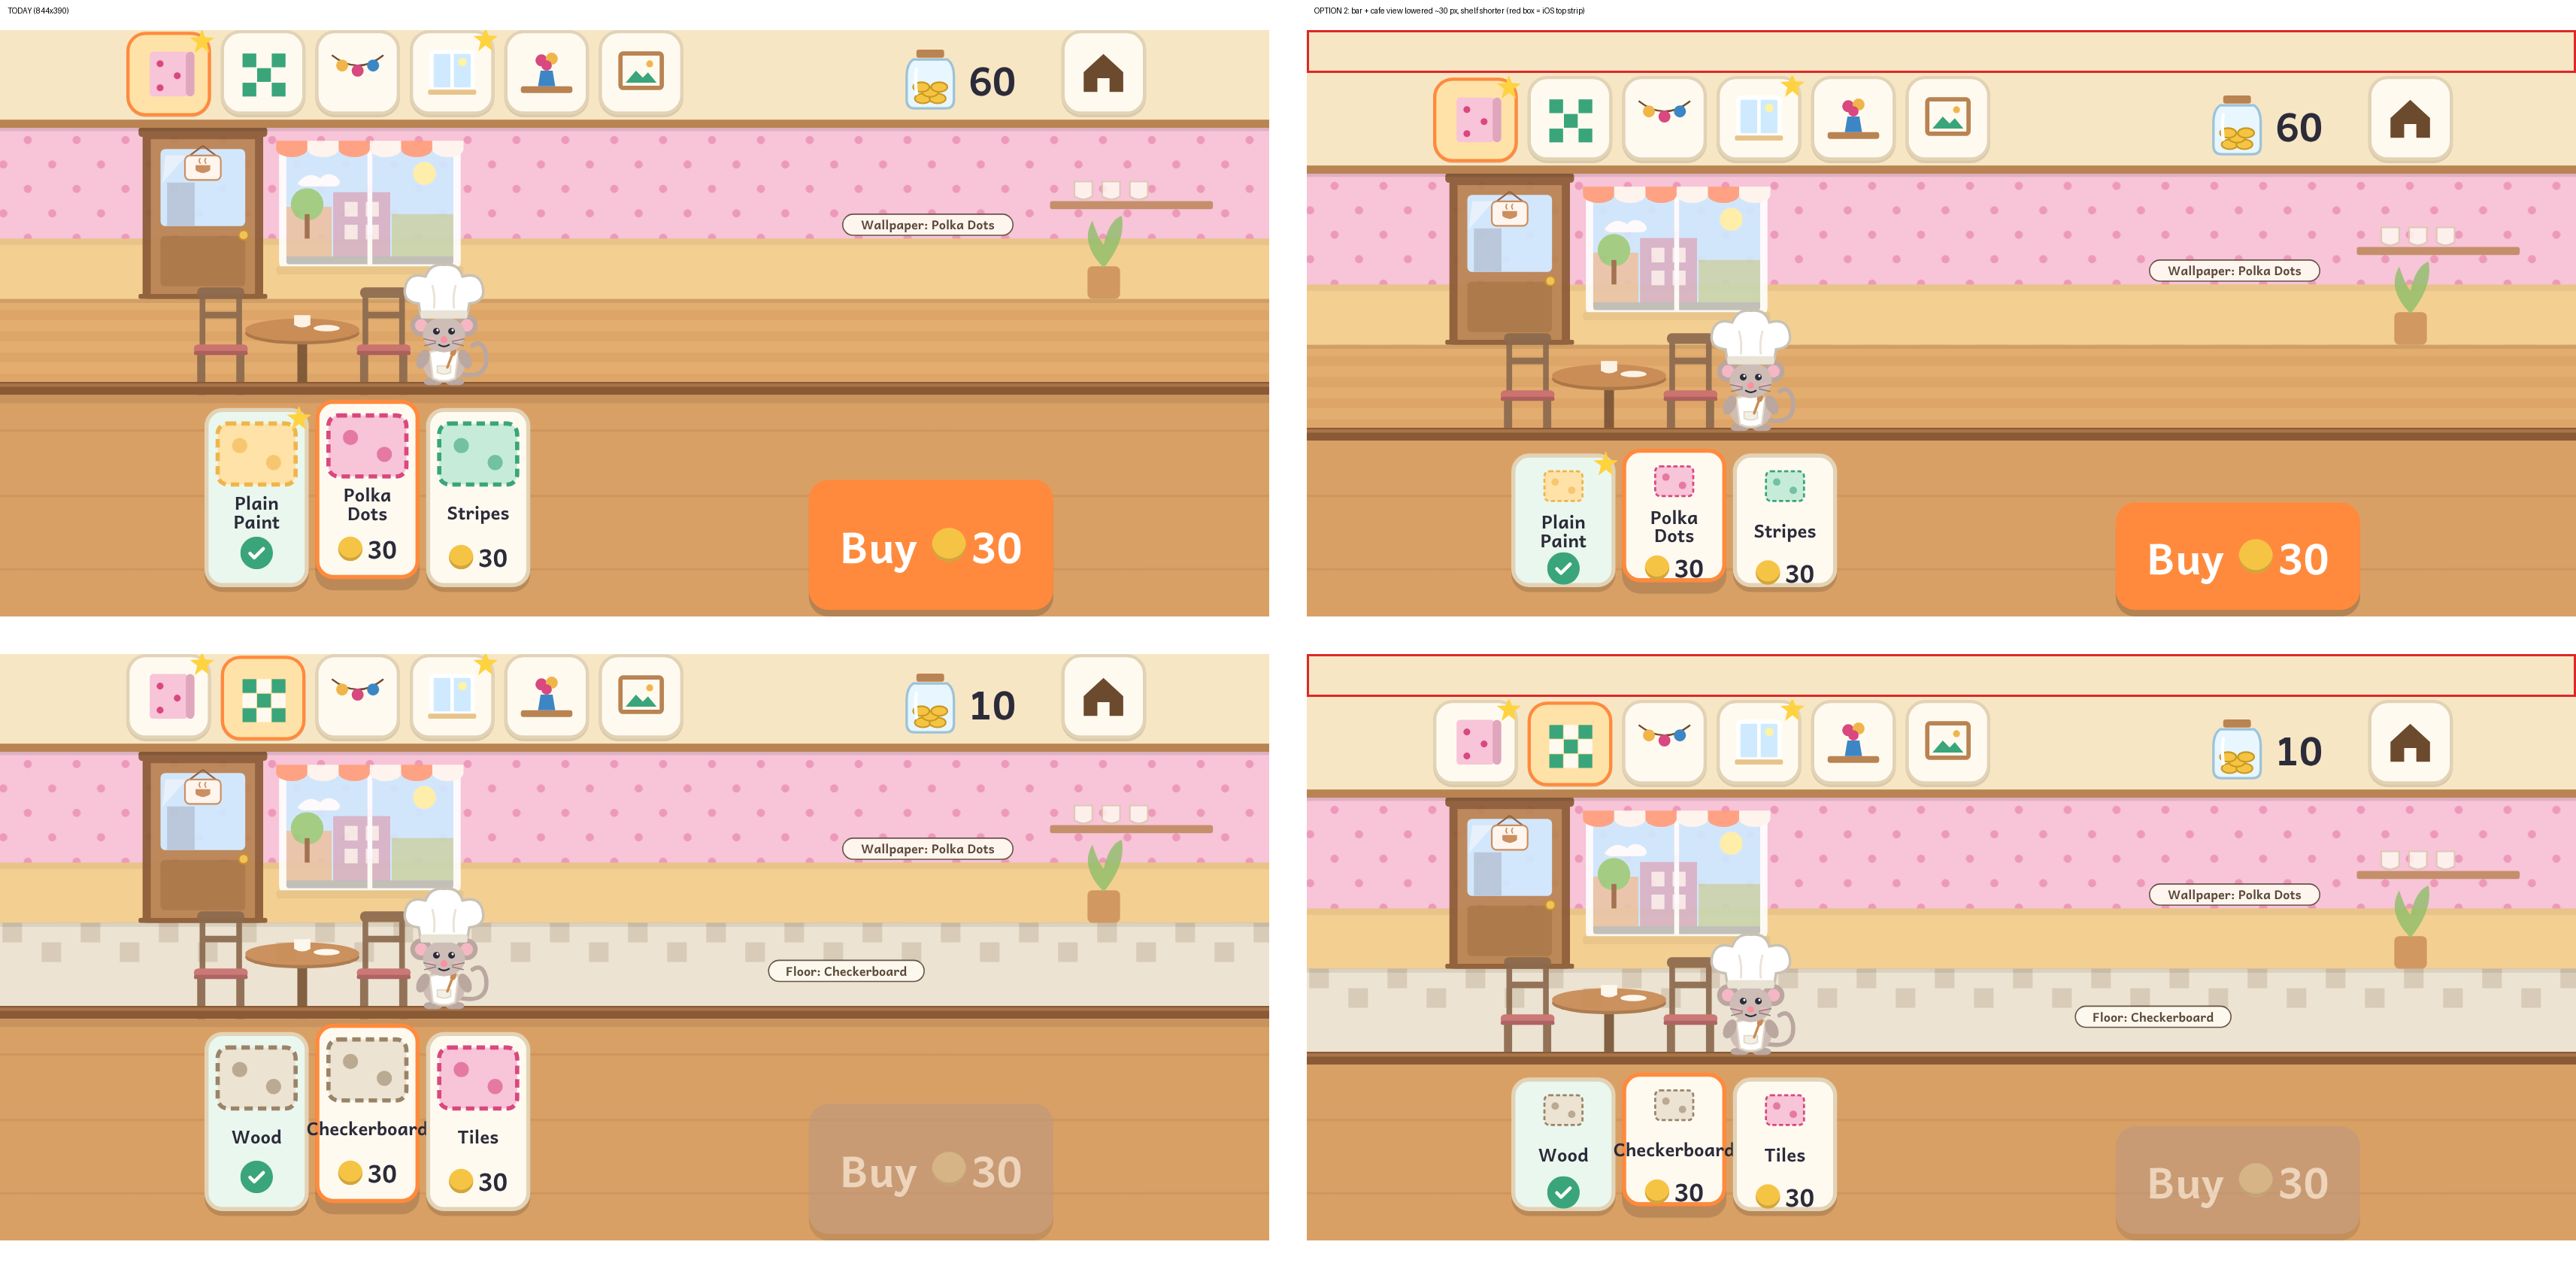 TODAY (844x390)
60
Wallpaper: Polka Dots
Plain
Paint
Polka
Dots
30
Stripes
30
Buy 30
OPTION 2: bar + cafe view lowered ~30 px, shelf shorter (red box = iOS top strip)
60
Wallpaper: Polka Dots
Plain
Paint
Polka
Dots
30
Stripes
30
Buy 30
10
Wallpaper: Polka Dots
Floor: Checkerboard
Wood
Checkerboard
30
Tiles
30
Buy 30
10
Wallpaper: Polka Dots
Floor: Checkerboard
Wood
Checkerboard
30
Tiles
30
Buy 30